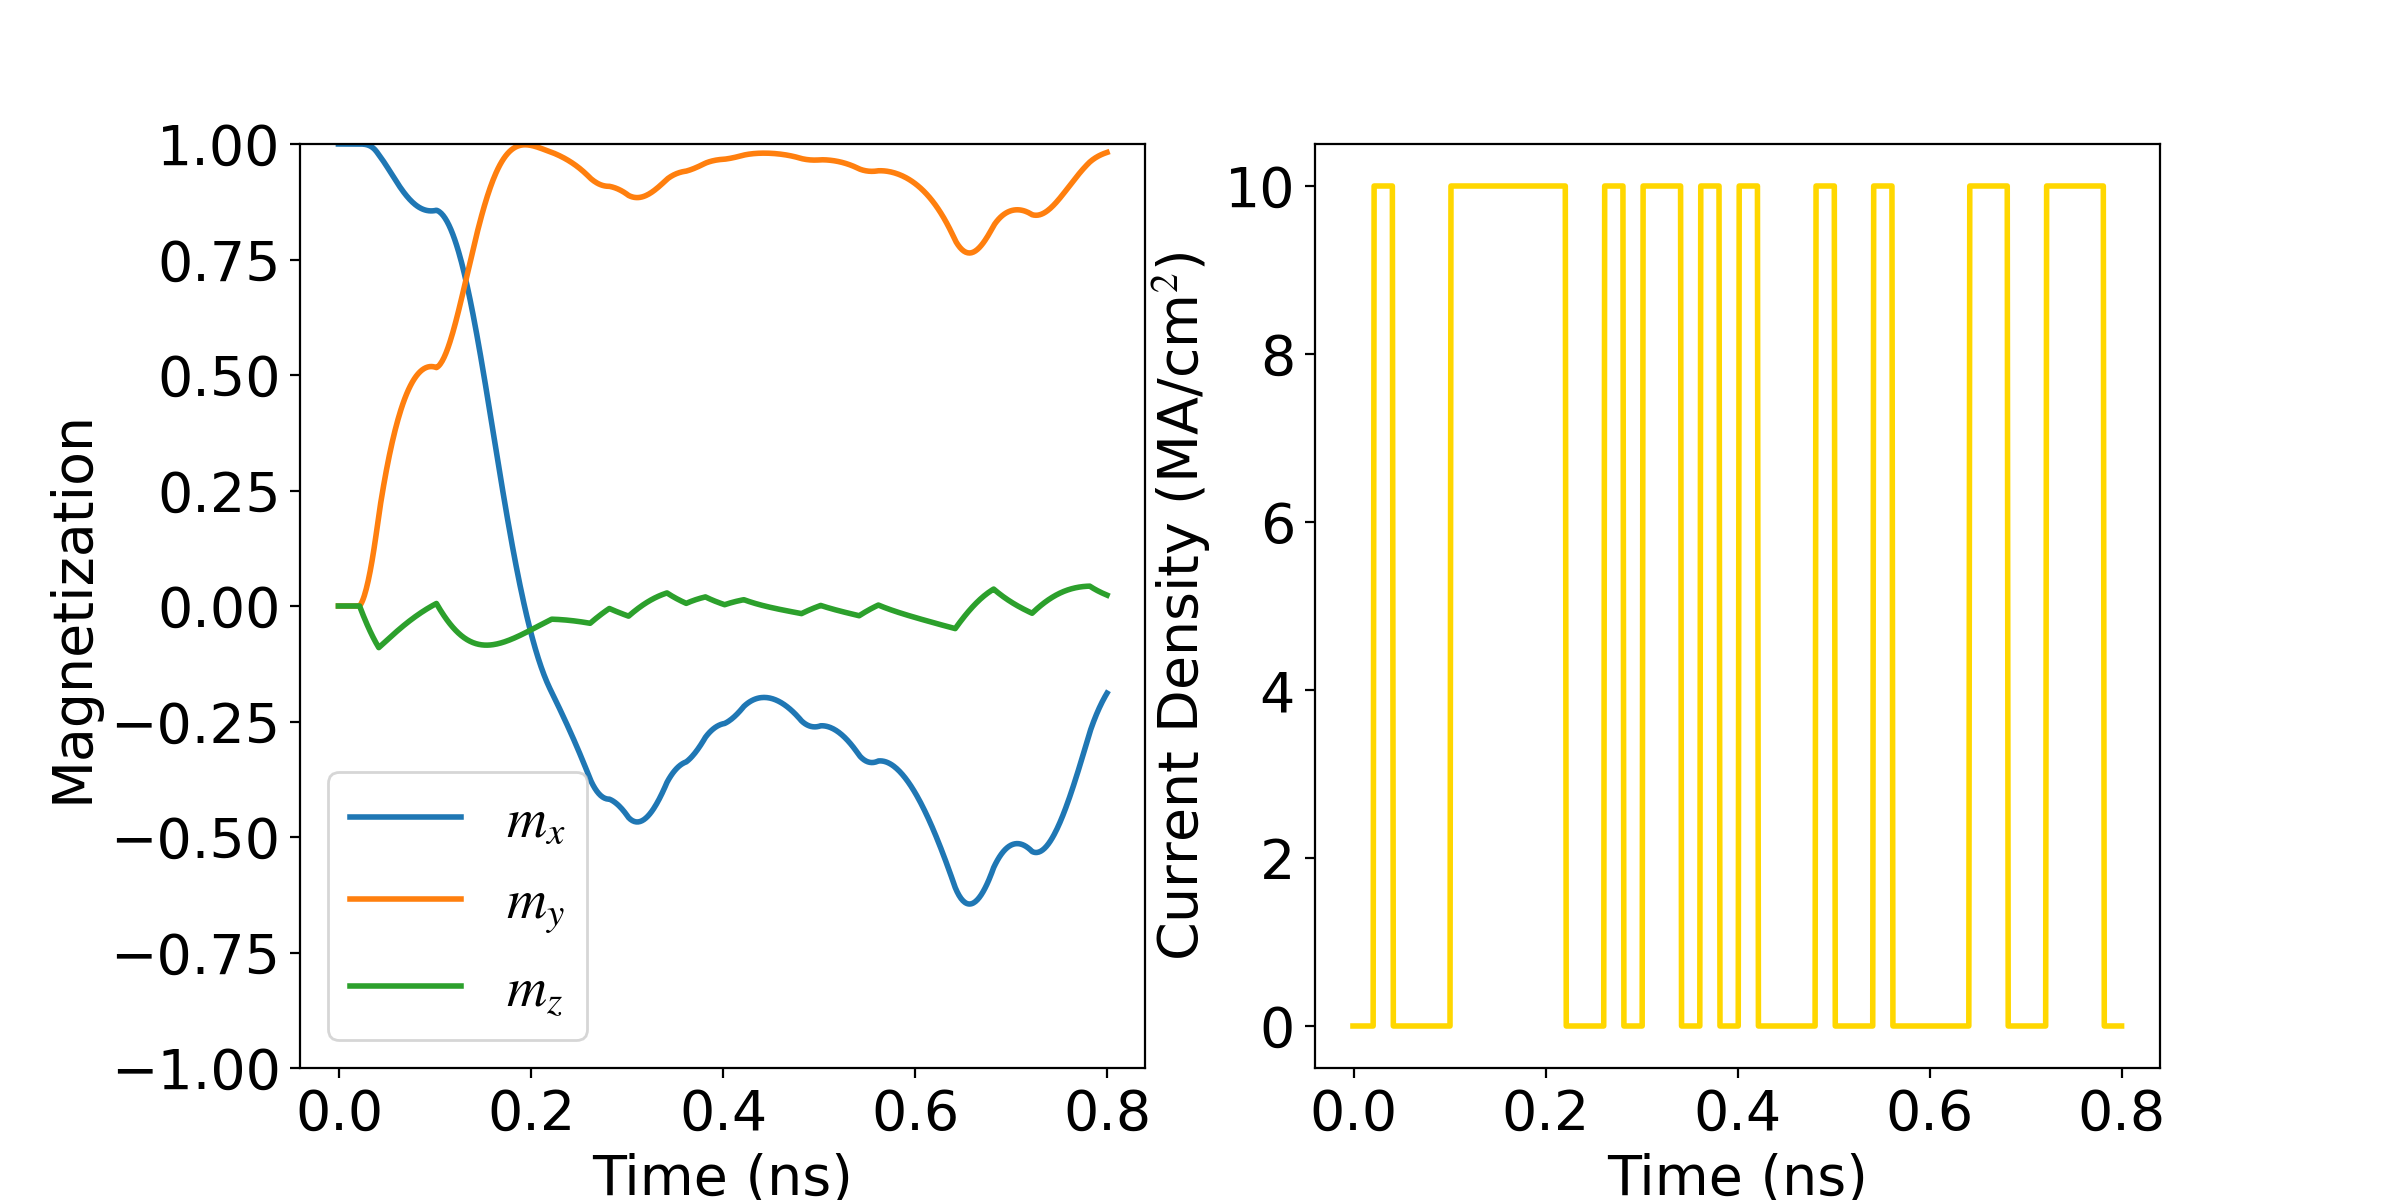 Magnetization
1.00
0.75
0.50
0.25
0.00
−0.25
−0.50
−0.75
−1.00
0.0 0.2 0.4 0.6 0.8
Time (ns)
m_x
m_y
m_z
Current Density (MA/cm²)
10
8
6
4
2
0
0.0 0.2 0.4 0.6 0.8
Time (ns)